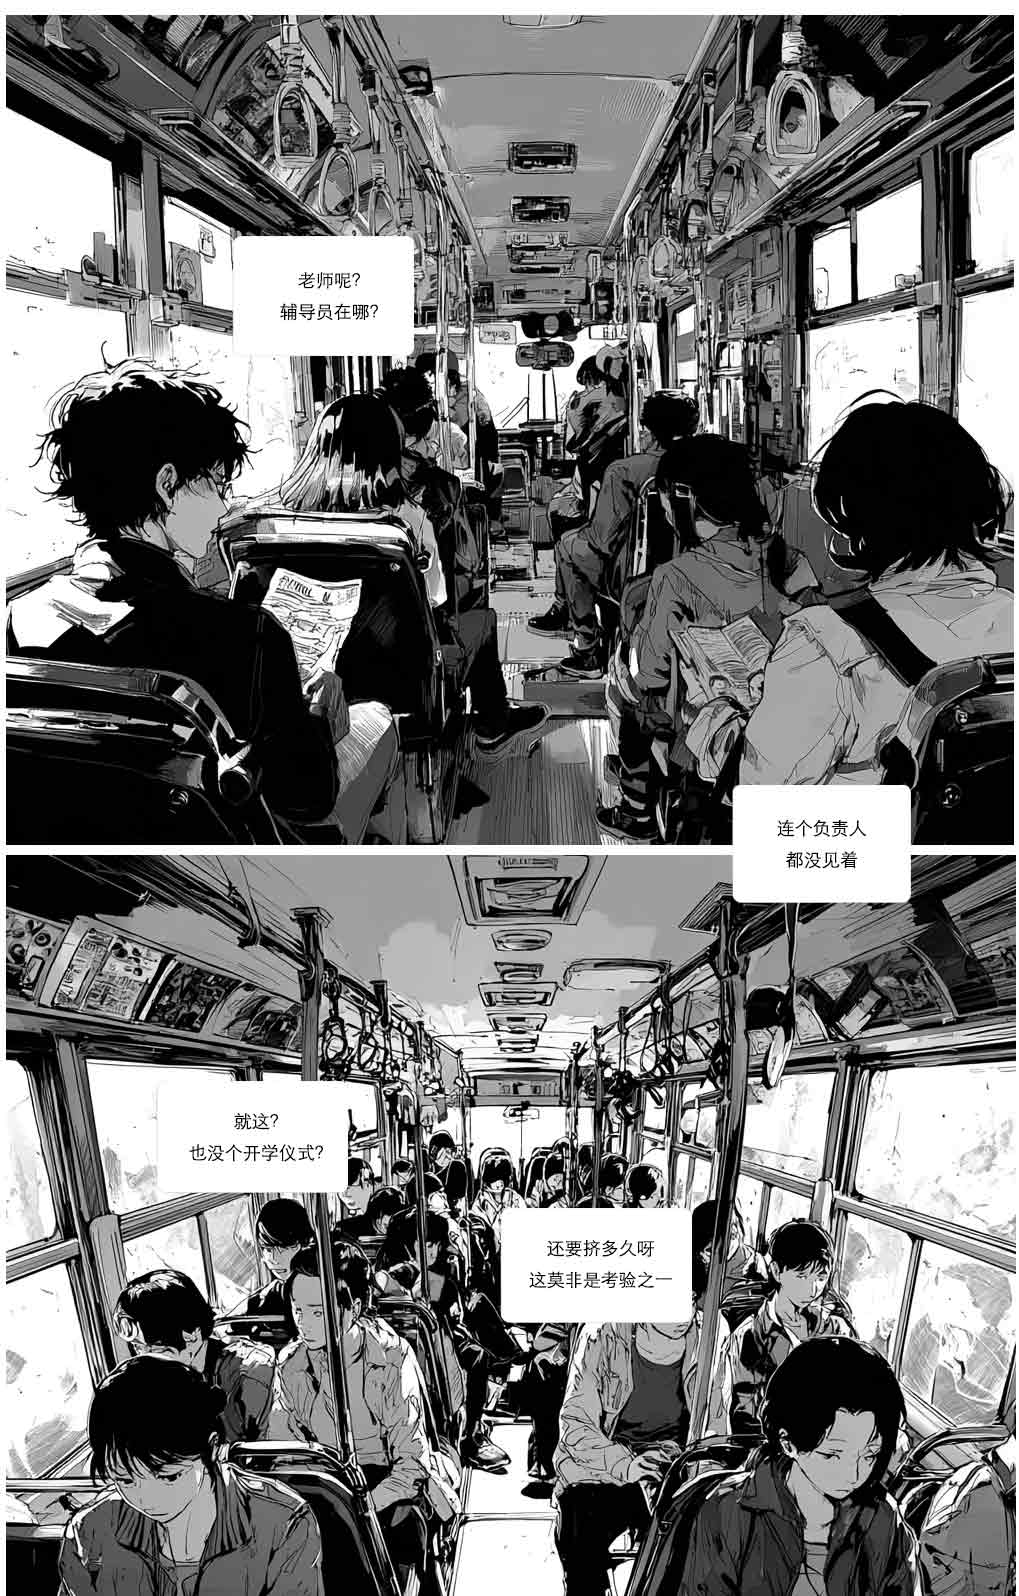 老师呢?
辅导员在哪?
连个负责人
都没见着
就这?
也没个开学仪式?
还要挤多久呀
这莫非是考验之一